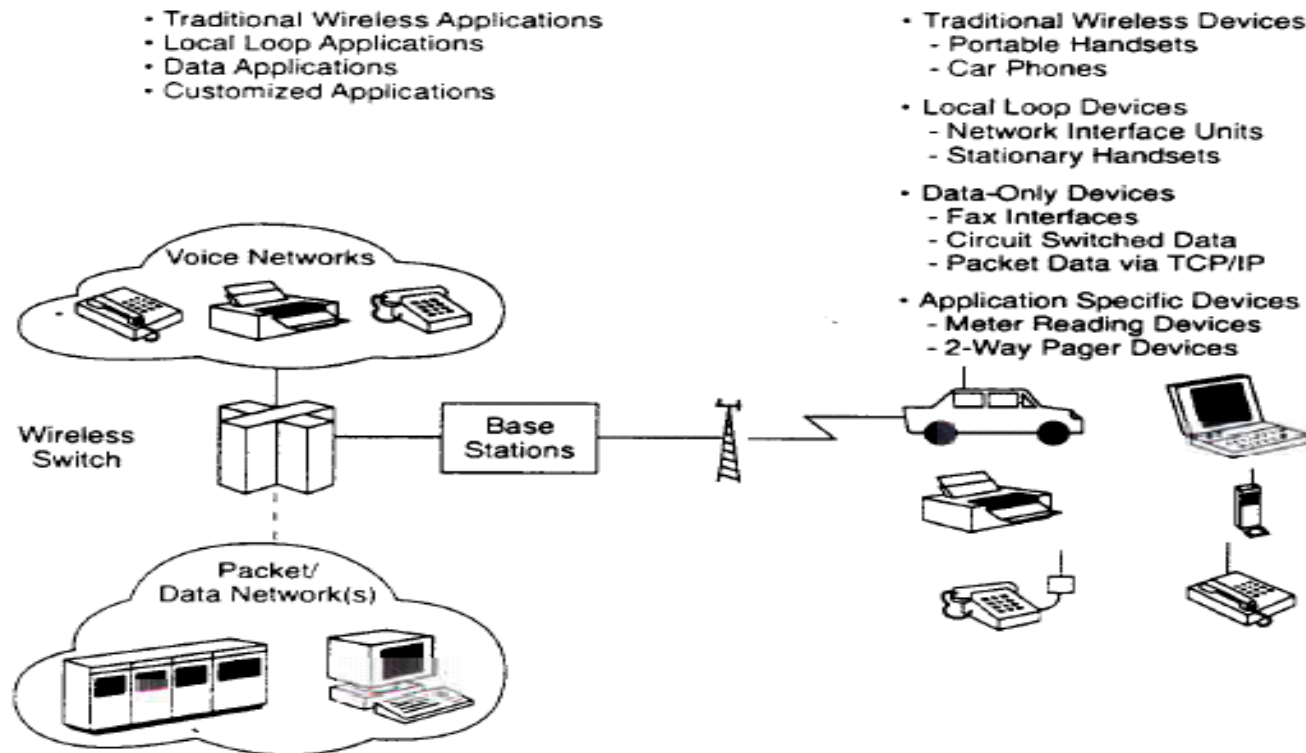 • Traditional Wireless Applications
• Local Loop Applications
• Data Applications
• Customized Applications
• Traditional Wireless Devices
- Portable Handsets
- Car Phones
• Local Loop Devices
- Network Interface Units
- Stationary Handsets
• Data-Only Devices
- Fax Interfaces
- Circuit Switched Data
- Packet Data via TCP/IP
• Application Specific Devices
- Meter Reading Devices
- 2-Way Pager Devices
Voice Networks
Wireless
Switch
Base
Stations
Packet/
Data Network(s)